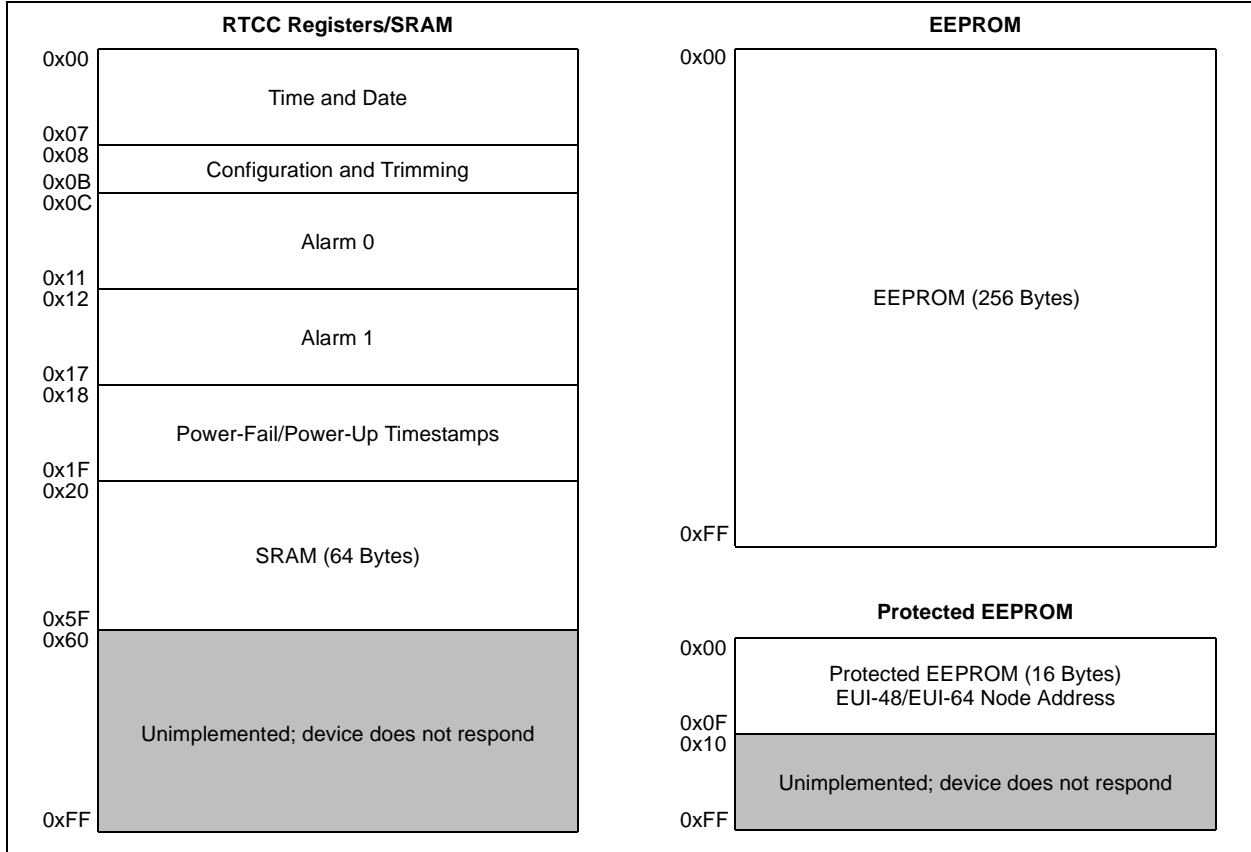 RTCC Registers/SRAM
0x00
Time and Date
0x07
0x08
Configuration and Trimming
0x0B
0x0C
Alarm 0
0x11
0x12
Alarm 1
0x17
0x18
Power-Fail/Power-Up Timestamps
0x1F
0x20
SRAM (64 Bytes)
0x5F
0x60
Unimplemented; device does not respond
0xFF
EEPROM
0x00
EEPROM (256 Bytes)
0xFF
Protected EEPROM
0x00
Protected EEPROM (16 Bytes)
EUI-48/EUI-64 Node Address
0x0F
0x10
Unimplemented; device does not respond
0xFF